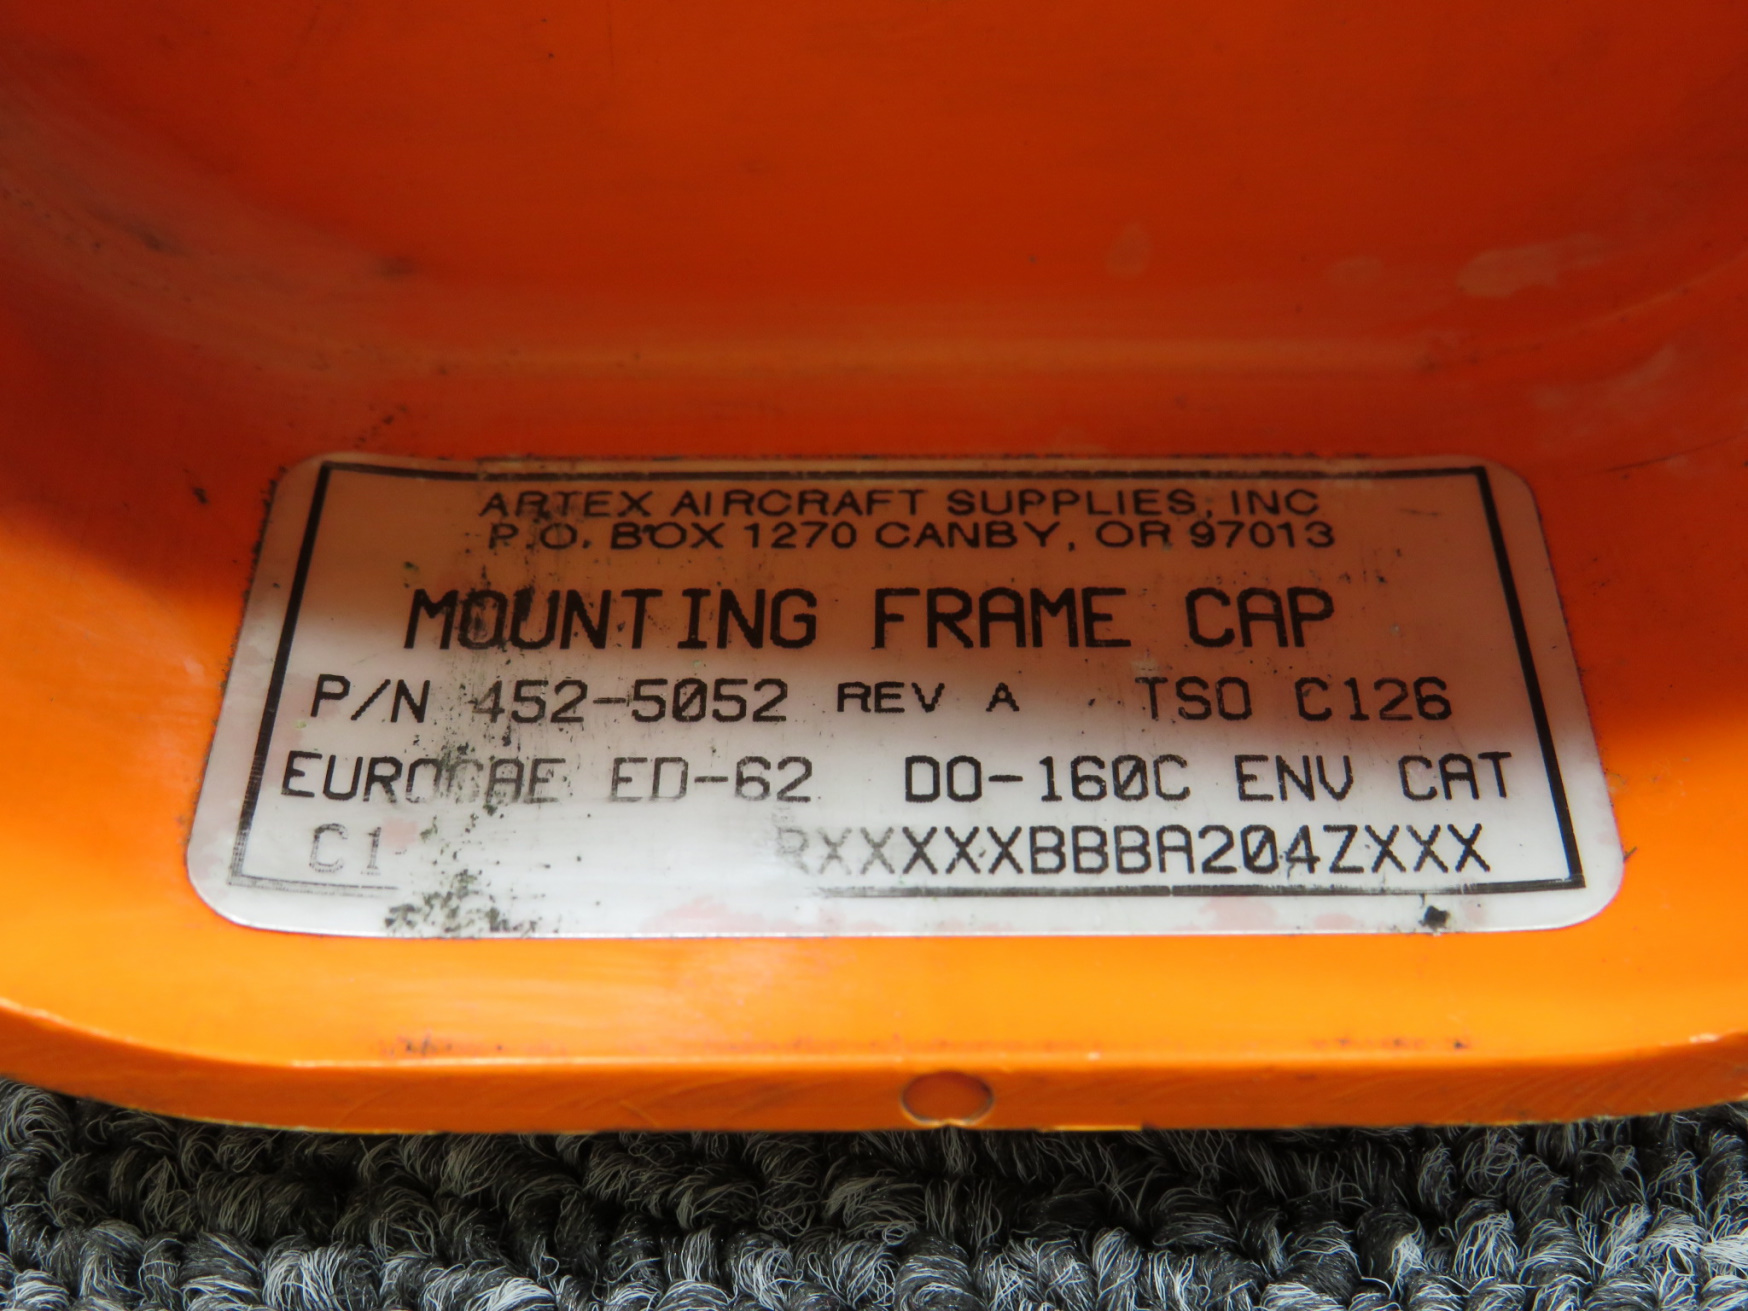 ARTEX AIRCRAFT SUPPLIES, INC
P.O. BOX 1270 CANBY, OR 97013
MOUNTING FRAME CAP
P/N 452-5052 REV A TSO C126
EUROCAE ED-62 DO-160C ENV CAT
C1